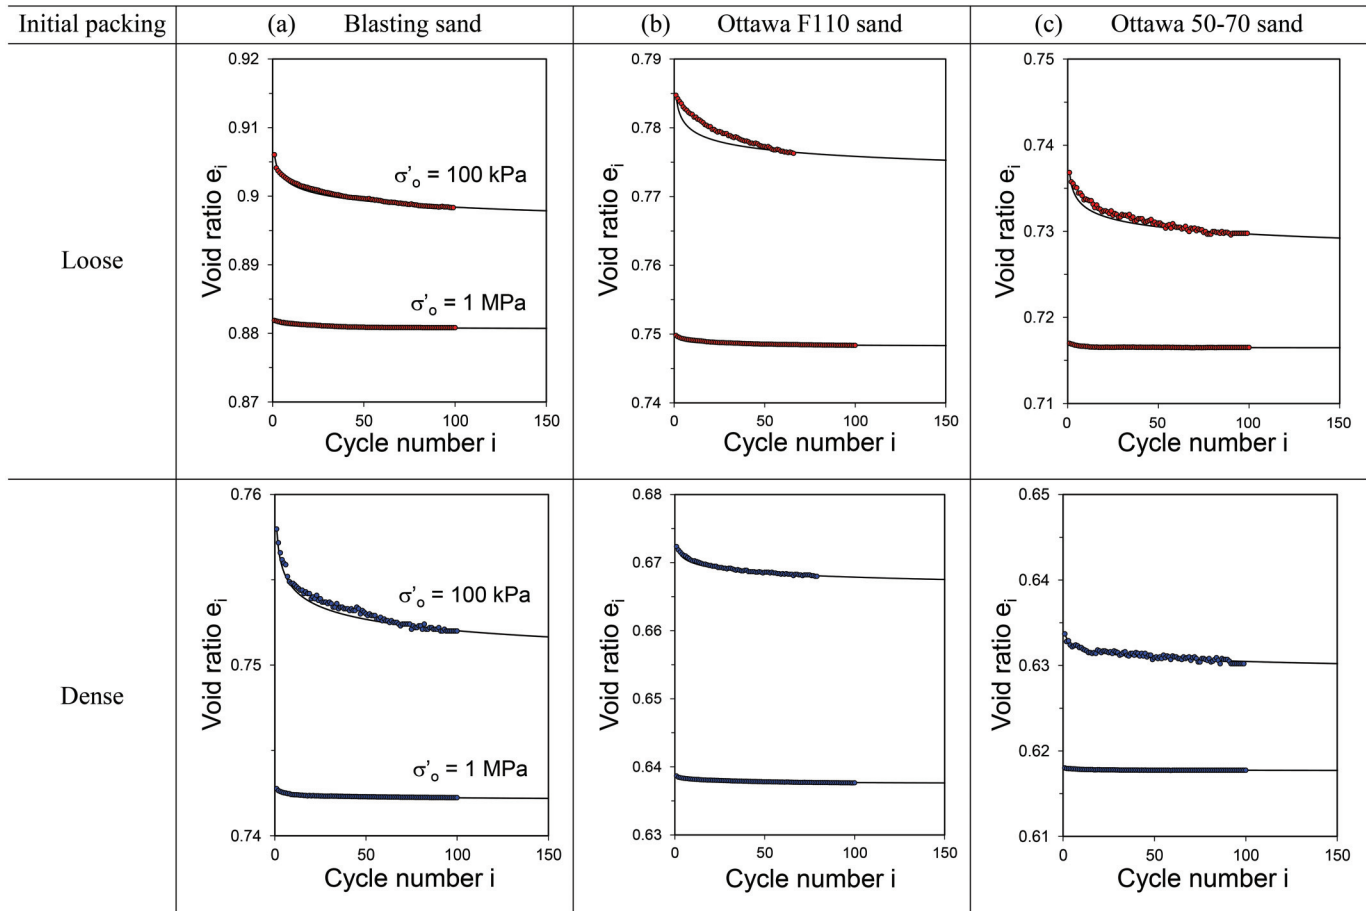 Initial packing (a) Blasting sand (b) Ottawa F110 sand (c) Ottawa 50-70 sand
Loose
0.92
0.91
0.9
0.89
0.88
0.87
Void ratio eᵢ
σ'ₒ = 100 kPa
σ'ₒ = 1 MPa
0 50 100 150
Cycle number i
0.79
0.78
0.77
0.76
0.75
0.74
Void ratio eᵢ
0 50 100 150
Cycle number i
0.75
0.74
0.73
0.72
0.71
Void ratio eᵢ
0 50 100 150
Cycle number i
Dense
0.76
0.75
0.74
Void ratio eᵢ
σ'ₒ = 100 kPa
σ'ₒ = 1 MPa
0 50 100 150
Cycle number i
0.68
0.67
0.66
0.65
0.64
0.63
Void ratio eᵢ
0 50 100 150
Cycle number i
0.65
0.64
0.63
0.62
0.61
Void ratio eᵢ
0 50 100 150
Cycle number i